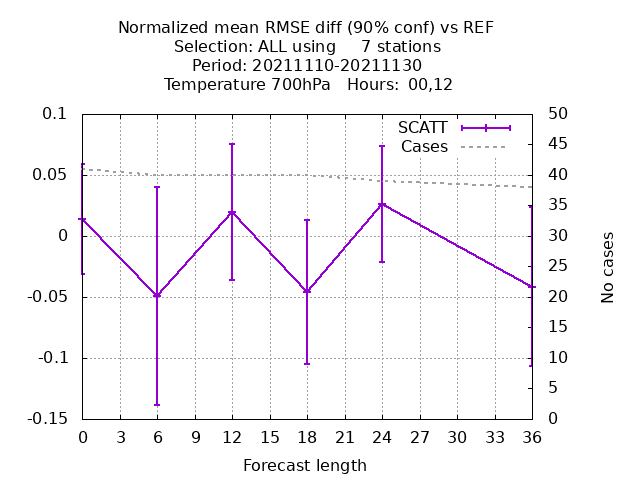 Normalized mean RMSE diff (90% conf) vs REF
Selection: ALL using 7 stations
Period: 20211110-20211130
Temperature 700hPa Hours: 00,12
SCATT
Cases
0.1
0.05
0
-0.05
-0.1
-0.15
50
45
40
35
30
25
20
15
10
5
0
No cases
0 3 6 9 12 15 18 21 24 27 30 33 36
Forecast length